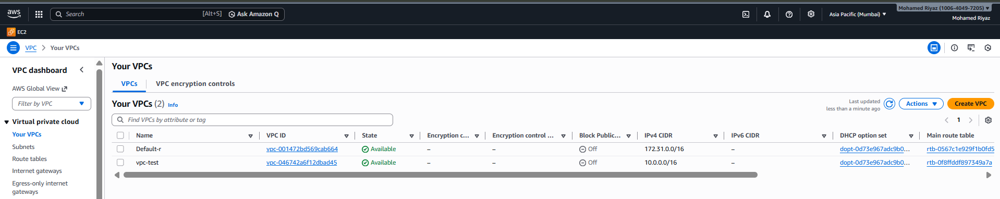 aws Search [Alt+S] Ask Amazon Q Asia Pacific (Mumbai) Mohamed Riyaz (1006-4049-7205)
Mohamed Riyaz
EC2
VPC Your VPCs
VPC dashboard
AWS Global View
Filter by VPC
Virtual private cloud
Your VPCs
Subnets
Route tables
Internet gateways
Egress-only internet
gateways
Your VPCs
VPCs VPC encryption controls
Your VPCs (2) Info
Last updated
less than a minute ago
Actions Create VPC
Find VPCs by attribute or tag
1
Name VPC ID State Encryption c... Encryption control ... Block Public... IPv4 CIDR IPv6 CIDR DHCP option set Main route table
Default-r vpc-001472bd569cab664 Available – – Off 172.31.0.0/16 – dopt-0d73e967adc9b0... rtb-0567c1e929f1b0fd5
vpc-test vpc-046742a6f12dbad45 Available – – Off 10.0.0.0/16 – dopt-0d73e967adc9b0... rtb-0f8ffddf897349a7a